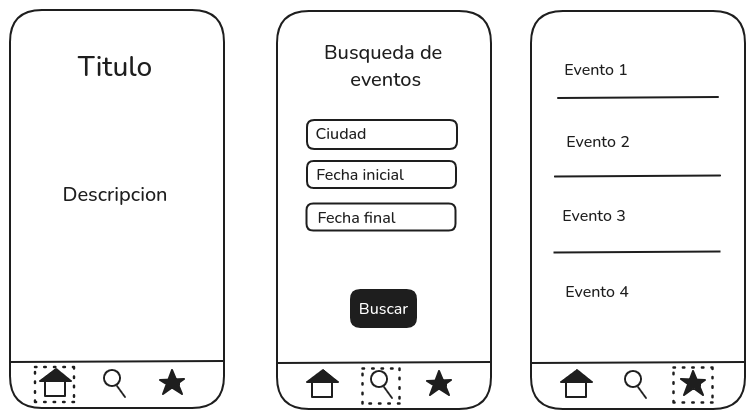 Titulo
Descripcion
Busqueda de
eventos
Ciudad
Fecha inicial
Fecha final
Buscar
Evento 1
Evento 2
Evento 3
Evento 4